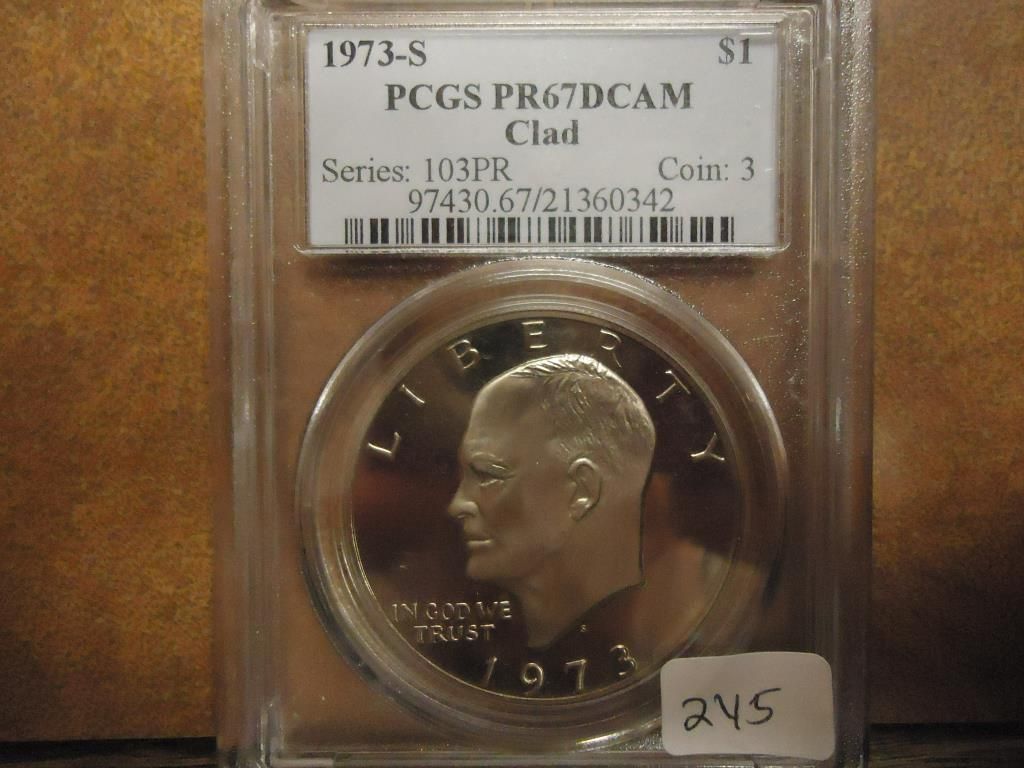 1973-S $1
PCGS PR67DCAM
Clad
Series: 103PR Coin: 3
97430.67/21360342
LIBERTY
IN GOD WE
TRUST
S
1973
245